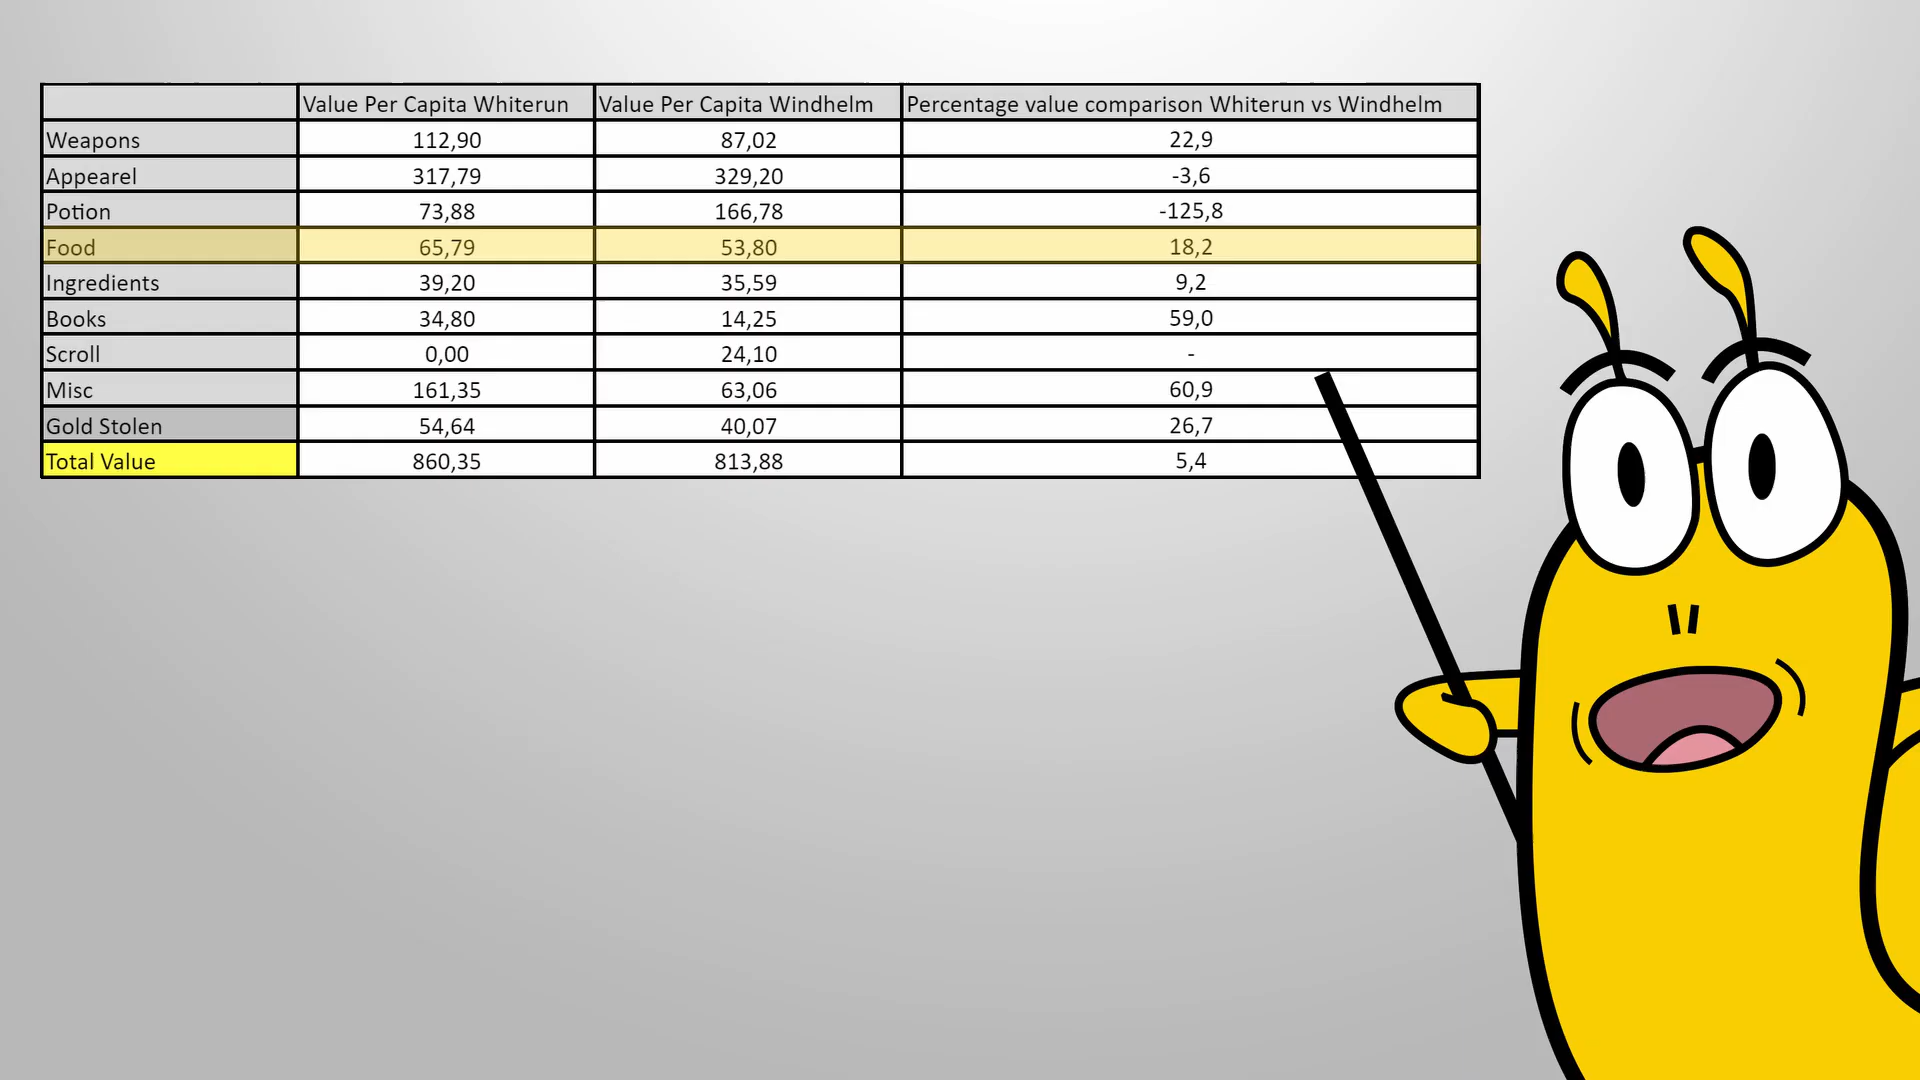 Value Per Capita Whiterun Value Per Capita Windhelm Percentage value comparison Whiterun vs Windhelm
Weapons 112,90 87,02 22,9
Appearel 317,79 329,20 -3,6
Potion 73,88 166,78 -125,8
Food 65,79 53,80 18,2
Ingredients 39,20 35,59 9,2
Books 34,80 14,25 59,0
Scroll 0,00 24,10 -
Misc 161,35 63,06 60,9
Gold Stolen 54,64 40,07 26,7
Total Value 860,35 813,88 5,4